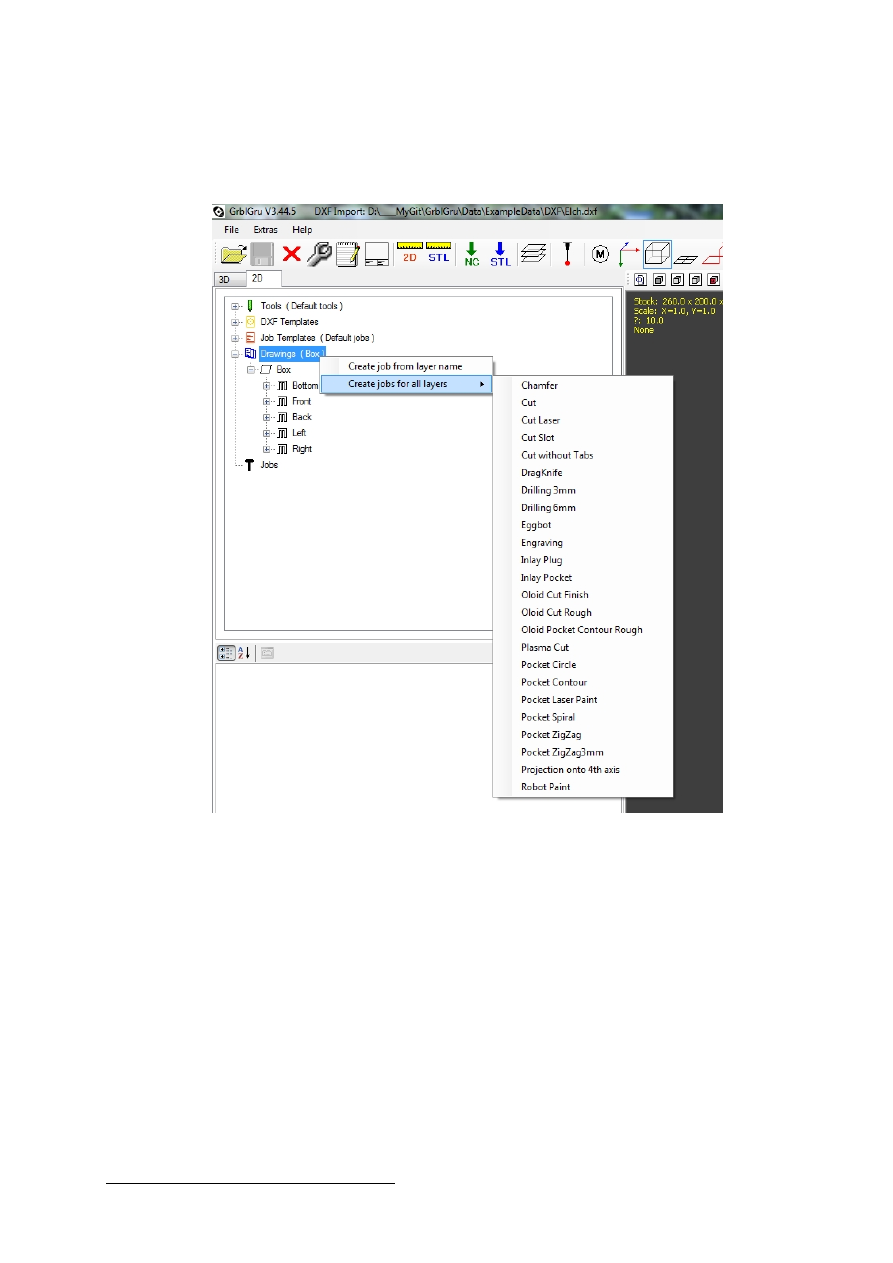 GrblGru V3.44.5 DXF Import: D:\___MyGit\GrblGru\Data\ExampleData\DXF\Elch.dxf
File Extras Help
2D STL NC STL M
3D 2D
Tools ( Default tools )
DXF Templates
Job Templates ( Default jobs )
Drawings ( Box )
Box
Bottom
Front
Back
Left
Right
Jobs
Create job from layer name
Create jobs for all layers
Chamfer
Cut
Cut Laser
Cut Slot
Cut without Tabs
DragKnife
Drilling 3mm
Drilling 6mm
Eggbot
Engraving
Inlay Plug
Inlay Pocket
Oloid Cut Finish
Oloid Cut Rough
Oloid Pocket Contour Rough
Plasma Cut
Pocket Circle
Pocket Contour
Pocket Laser Paint
Pocket Spiral
Pocket ZigZag
Pocket ZigZag3mm
Projection onto 4th axis
Robot Paint
Stock: 260.0 x 200.0 x
Scale: X=1.0, Y=1.0
?: 10.0
None